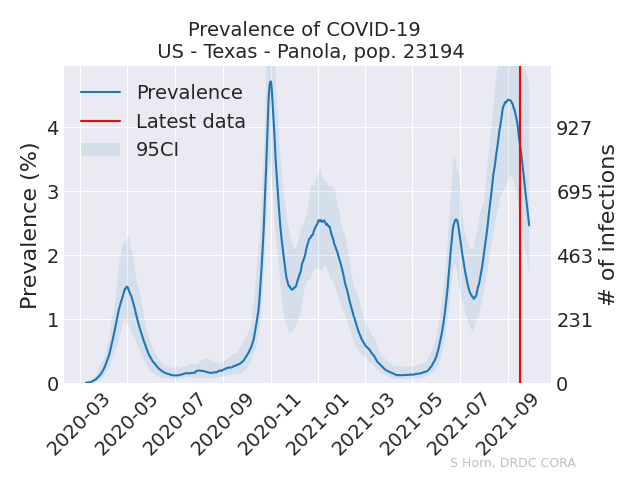 Prevalence of COVID-19
US - Texas - Panola, pop. 23194
Prevalence
Latest data
95CI
Prevalence (%)
4
3
2
1
0
927
695
463
231
0
# of infections
2020-03
2020-05
2020-07
2020-09
2020-11
2021-01
2021-03
2021-05
2021-07
2021-09
S Horn, DRDC CORA